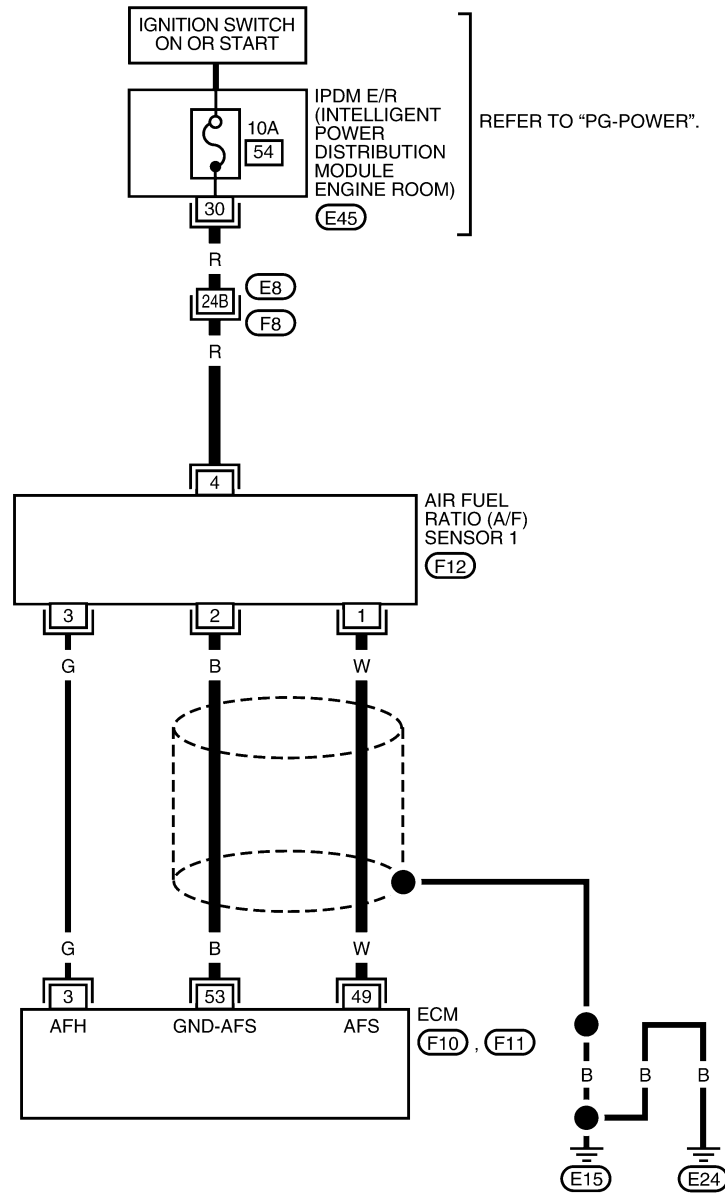 IGNITION SWITCH
ON OR START
IPDM E/R
(INTELLIGENT
POWER
DISTRIBUTION
MODULE
ENGINE ROOM)
10A
54
REFER TO “PG-POWER”.
30
E45
R
24B
E8
F8
R
4
AIR FUEL
RATIO (A/F)
SENSOR 1
F12
3 2 1
G B W
G B W
3 53 49
AFH GND-AFS AFS
ECM
F10 , F11
B B B
E15 E24